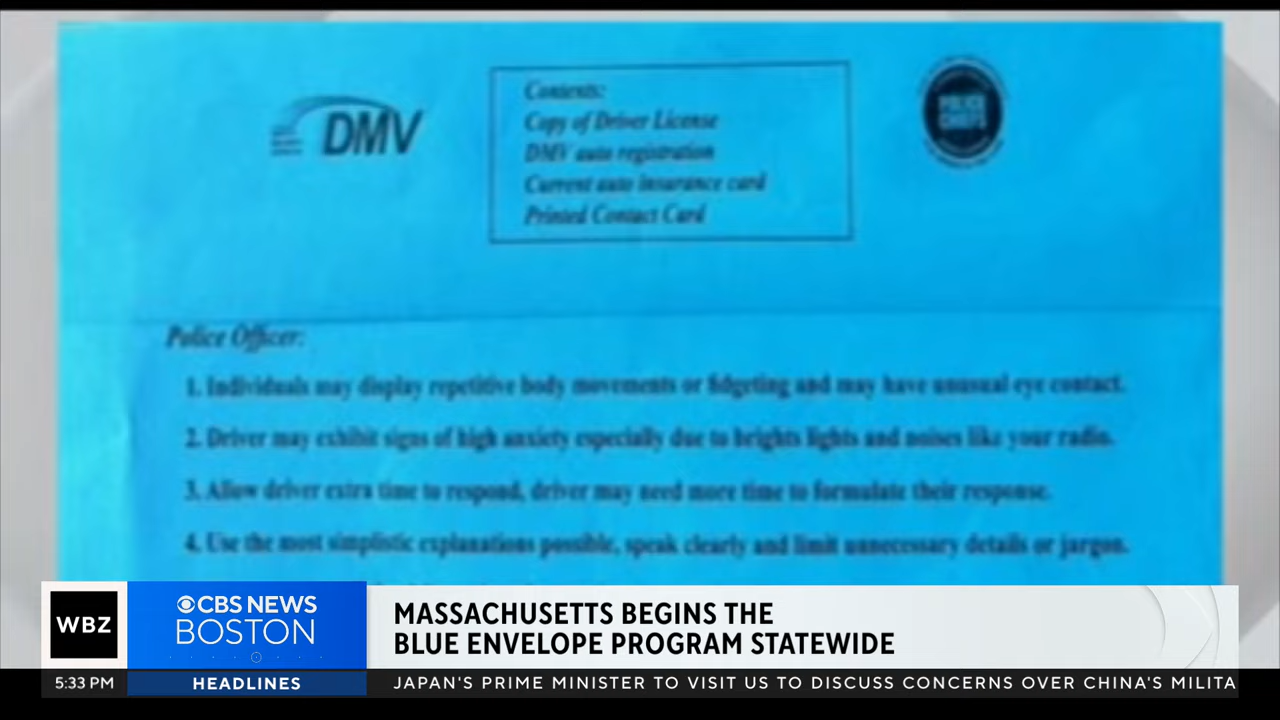 DMV
Contents:
Copy of Driver License
DMV auto registration
Current auto insurance card
Printed Contact Card
POLICE
CHIEFS
Police Officer:
1. Individuals may display repetitive body movements or fidgeting and may have unusual eye contact.
2. Driver may exhibit signs of high anxiety especially due to brights lights and noises like your radio.
3. Allow driver extra time to respond, driver may need more time to formulate their response.
4. Use the most simplistic explanations possible, speak clearly and limit unnecessary details or jargon.
WBZ
CBS NEWS
BOSTON
MASSACHUSETTS BEGINS THE
BLUE ENVELOPE PROGRAM STATEWIDE
5:33 PM
HEADLINES
JAPAN'S PRIME MINISTER TO VISIT US TO DISCUSS CONCERNS OVER CHINA'S MILITA